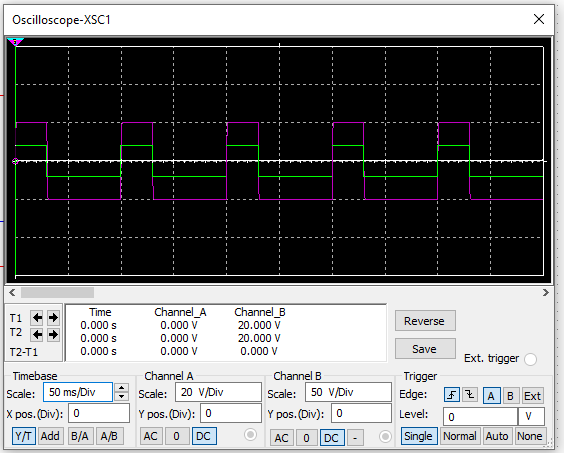 Oscilloscope-XSC1
T1
T2
T2-T1
Time Channel_A Channel_B
0.000 s 0.000 V 20.000 V
0.000 s 0.000 V 20.000 V
0.000 s 0.000 V 0.000 V
Reverse
Save
Ext. trigger
Timebase
Scale: 50 ms/Div
X pos.(Div): 0
Y/T Add B/A A/B
Channel A
Scale: 20 V/Div
Y pos.(Div): 0
AC 0 DC
Channel B
Scale: 50 V/Div
Y pos.(Div): 0
AC 0 DC -
Trigger
Edge: A B Ext
Level: 0 V
Single Normal Auto None